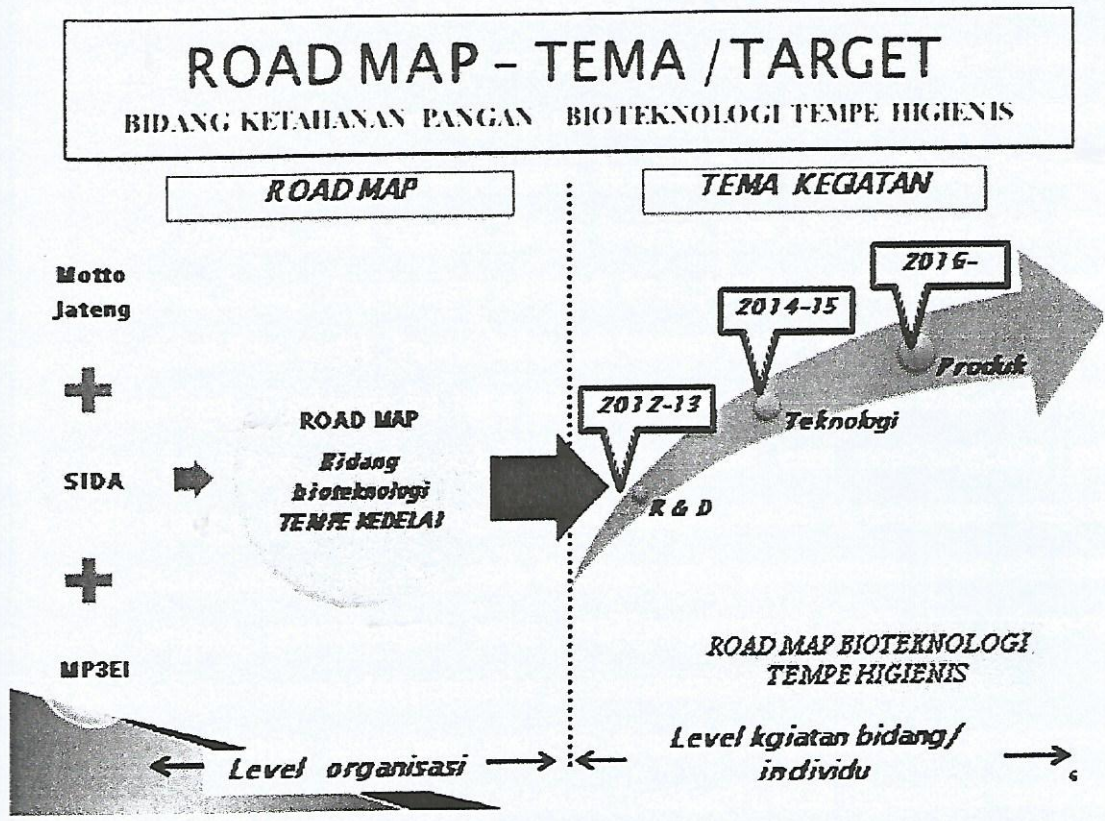 ROAD MAP – TEMA / TARGET
BIDANG KETAHANAN PANGAN BIOTEKNOLOGI TEMPE HIGIENIS
ROAD MAP
TEMA KEGIATAN
Motto
Jateng
SIDA
MP3EI
ROAD MAP
Bidang
bioteknologi
TEMPE KEDELAI
2012-13
R & D
2014-15
Teknologi
2016-
Produk
ROAD MAP BIOTEKNOLOGI
TEMPE HIGIENIS
Level organisasi
Level kgiatan bidang/
individu